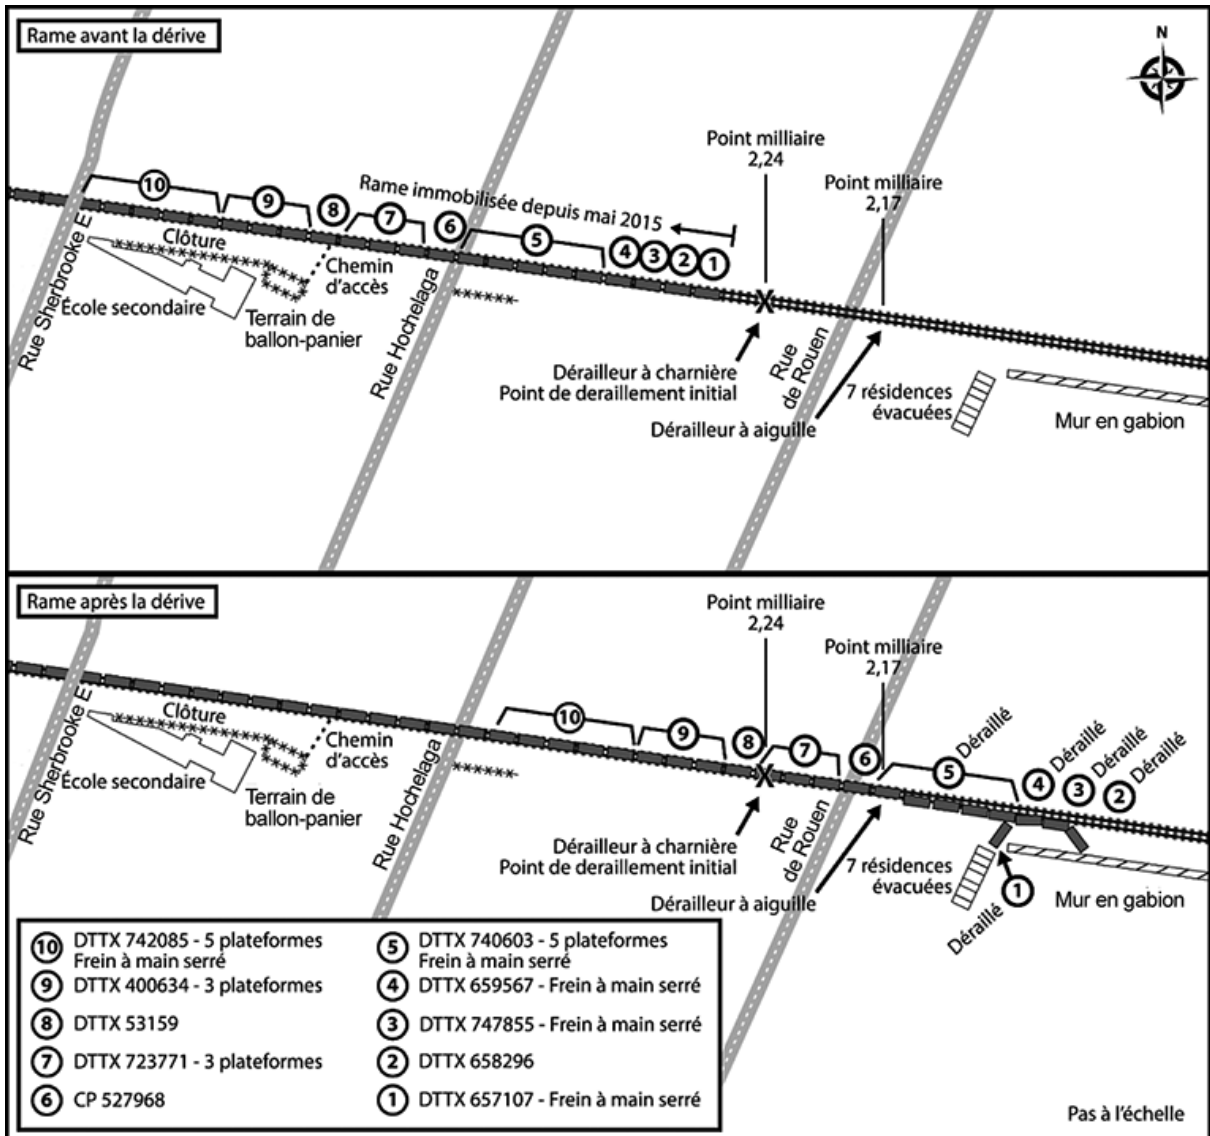 Rame avant la dérive
N
Point milliaire
2,24
Point milliaire
2,17
Rame immobilisée depuis mai 2015
10
9
8
7
6
5
4
3
2
1
Rue Sherbrooke E
Clôture
École secondaire
Chemin
d'accès
Terrain de
ballon-panier
Rue Hochelaga
X
Dérailleur à charnière
Point de deraillement initial
Rue
de Rouen
Dérailleur à aiguille
7 résidences
évacuées
Mur en gabion
Rame après la dérive
Point milliaire
2,24
Point milliaire
2,17
10
9
8
7
6
5
Déraillé
4
Déraillé
3
Déraillé
2
Déraillé
1
Déraillé
Rue Sherbrooke E
Clôture
École secondaire
Chemin
d'accès
Terrain de
ballon-panier
Rue Hochelaga
X
Dérailleur à charnière
Point de deraillement initial
Rue
de Rouen
Dérailleur à aiguille
7 résidences
évacuées
Mur en gabion
10 DTTX 742085 - 5 plateformes
Frein à main serré
9 DTTX 400634 - 3 plateformes
8 DTTX 53159
7 DTTX 723771 - 3 plateformes
6 CP 527968
5 DTTX 740603 - 5 plateformes
Frein à main serré
4 DTTX 659567 - Frein à main serré
3 DTTX 747855 - Frein à main serré
2 DTTX 658296
1 DTTX 657107 - Frein à main serré
Pas à l'échelle